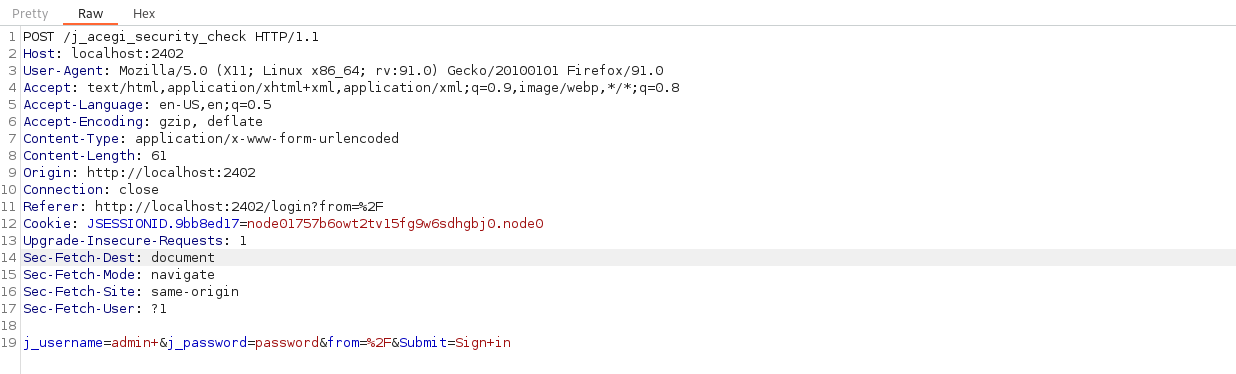 Pretty Raw Hex
1 POST /j_acegi_security_check HTTP/1.1
2 Host: localhost:2402
3 User-Agent: Mozilla/5.0 (X11; Linux x86_64; rv:91.0) Gecko/20100101 Firefox/91.0
4 Accept: text/html,application/xhtml+xml,application/xml;q=0.9,image/webp,*/*;q=0.8
5 Accept-Language: en-US,en;q=0.5
6 Accept-Encoding: gzip, deflate
7 Content-Type: application/x-www-form-urlencoded
8 Content-Length: 61
9 Origin: http://localhost:2402
10 Connection: close
11 Referer: http://localhost:2402/login?from=%2F
12 Cookie: JSESSIONID.9bb8ed17=node01757b6owt2tv15fg9w6sdhgbj0.node0
13 Upgrade-Insecure-Requests: 1
14 Sec-Fetch-Dest: document
15 Sec-Fetch-Mode: navigate
16 Sec-Fetch-Site: same-origin
17 Sec-Fetch-User: ?1
18
19 j_username=admin+&j_password=password&from=%2F&Submit=Sign+in